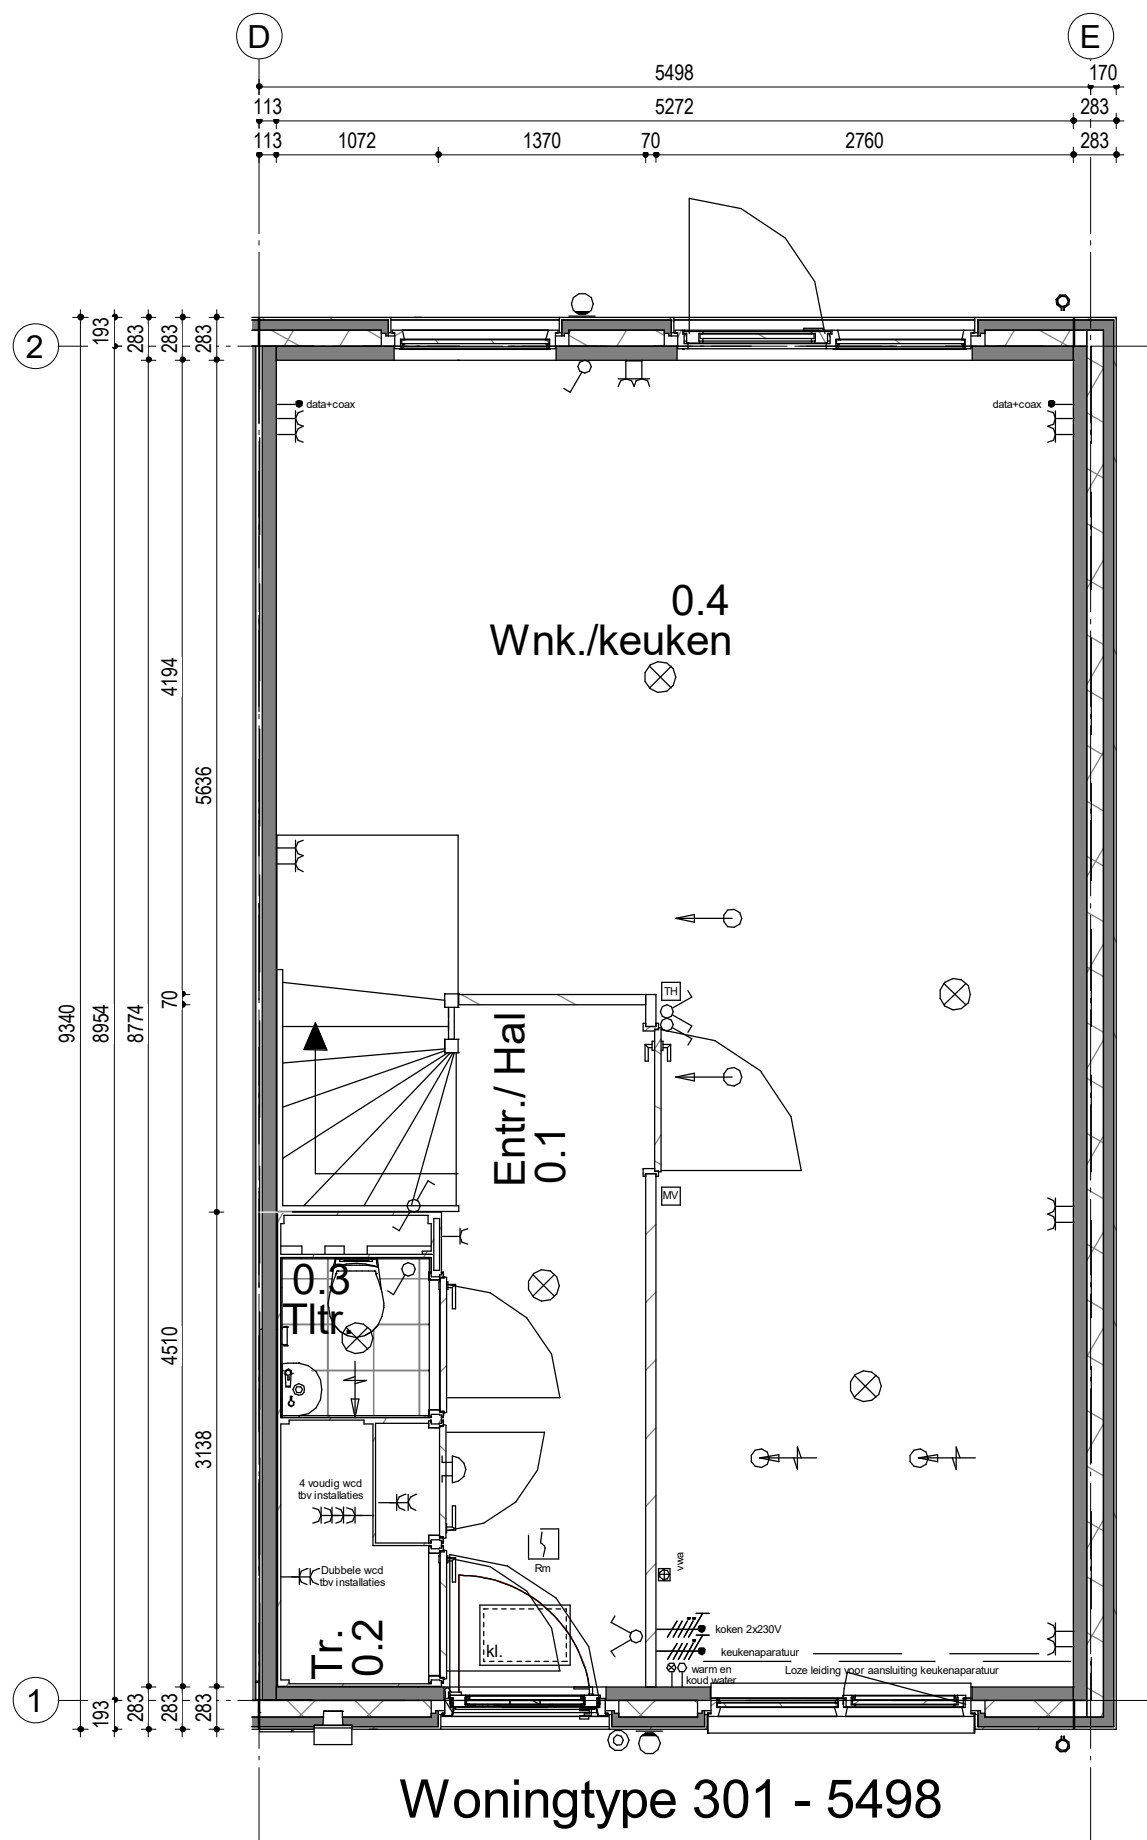 D
E
5498
170
113
5272
283
113
1072
1370
70
2760
283
2
193
283
283
283
data+coax
data+coax
0.4
Wnk./keuken
4194
5636
70
9340
8954
8774
TH
Entr./ Hal
0.1
MV
0.3
Tltr.
4510
3138
4 voudig wcd
tbv installaties
Dubbele wcd
tbv installaties
Rm
vwa
Tr.
0.2
kl.
koken 2x230V
keukenaparatuur
warm en
koud water
Loze leiding voor aansluiting keukenaparatuur
1
193
283
283
283
Woningtype 301 - 5498